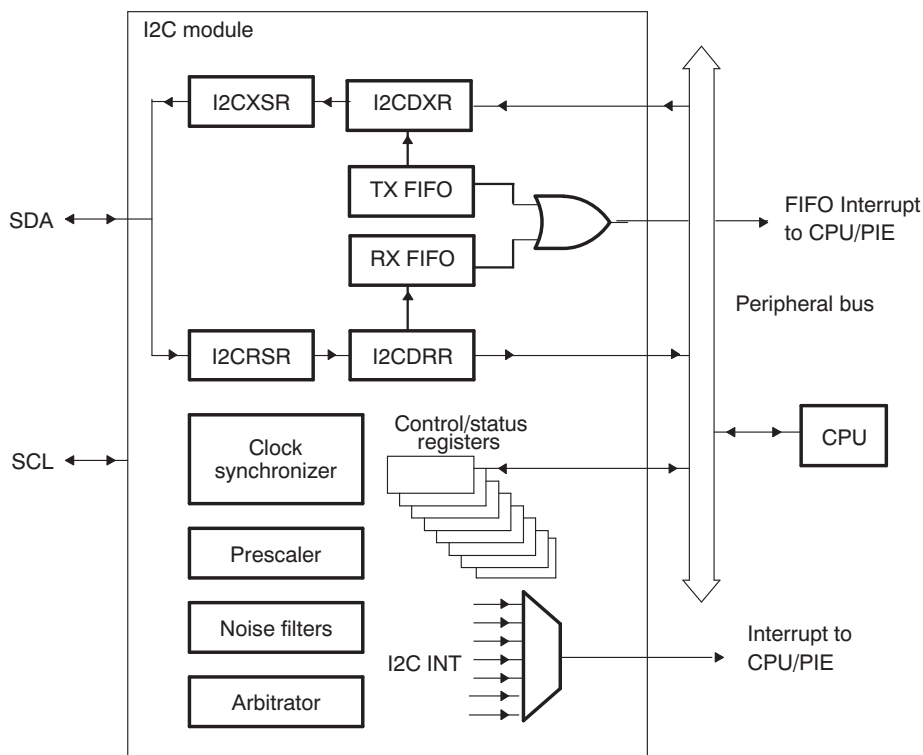 I2C module
I2CXSR
I2CDXR
TX FIFO
SDA
FIFO Interrupt
to CPU/PIE
RX FIFO
Peripheral bus
I2CRSR
I2CDRR
Control/status
registers
Clock
synchronizer
CPU
SCL
Prescaler
Noise filters
I2C INT
Interrupt to
CPU/PIE
Arbitrator